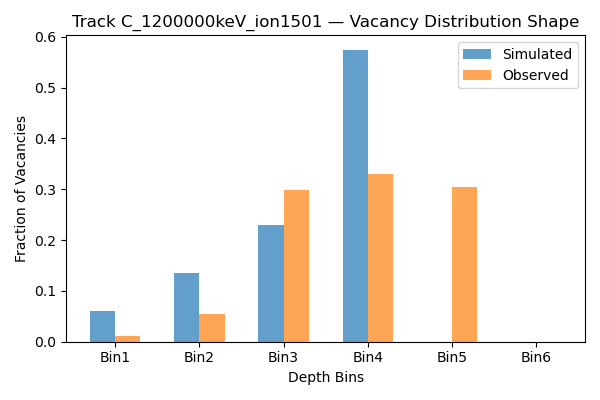 Track C_1200000keV_ion1501 — Vacancy Distribution Shape
Simulated
Observed
Fraction of Vacancies
0.6
0.5
0.4
0.3
0.2
0.1
0.0
Bin1 Bin2 Bin3 Bin4 Bin5 Bin6
Depth Bins